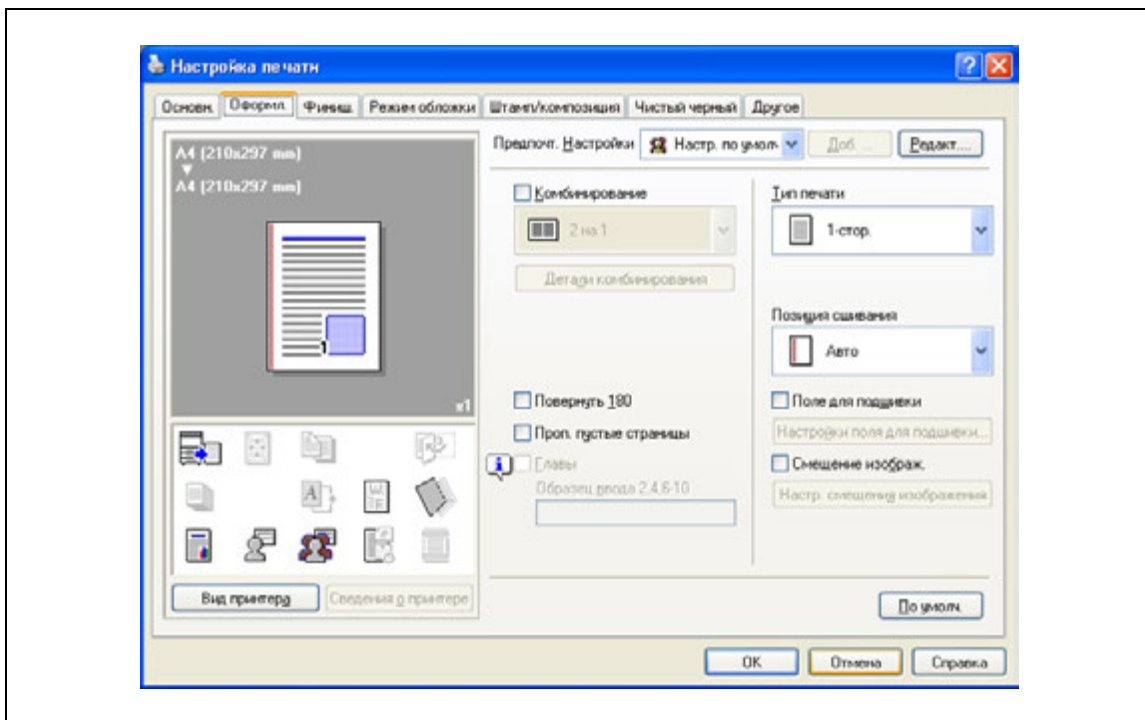 Настройка печати
Основн. Оформл. Финиш. Режим обложки Штамп/композиция Чистый черный Другое
A4 (210x297 mm)
A4 (210x297 mm)
x1
1
Вид принтера
Сведения о принтере
Предпочт. Настройки Настр. по умолч Доб. ... Редакт....
Комбинирование
2 на 1
Детали комбинирования
Повернуть 180
Проп. пустые страницы
Главы
Образец ввода 2,4,6-10
Тип печати
1-стор.
Позиция сшивания
Авто
Поле для подшивки
Настройки поля для подшивки...
Смещение изображ.
Настр. смещения изображения
По умолч.
OK Отмена Справка